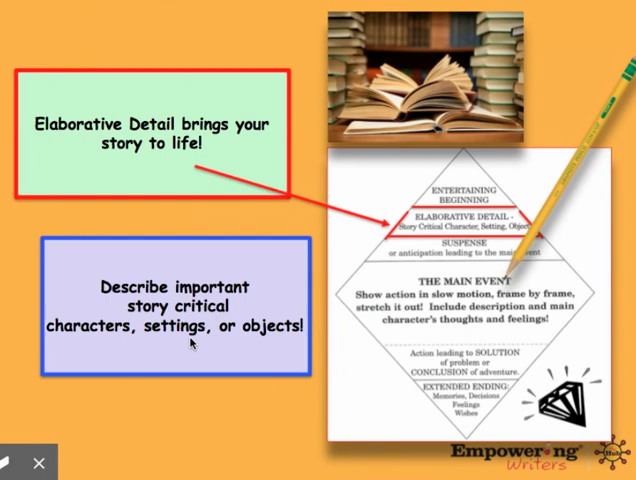 Elaborative Detail brings your
story to life!
Describe important
story critical
characters, settings, or objects!
ENTERTAINING
BEGINNING
ELABORATIVE DETAIL -
Story Critical Character, Setting, Object
SUSPENSE
or anticipation leading to the main event
THE MAIN EVENT
Show action in slow motion, frame by frame,
stretch it out! Include description and main
character's thoughts and feelings!
Action leading to SOLUTION
of problem or
CONCLUSION of adventure.
EXTENDED ENDING:
Memories, Decisions
Feelings
Wishes
Empowering
Writers
Hub